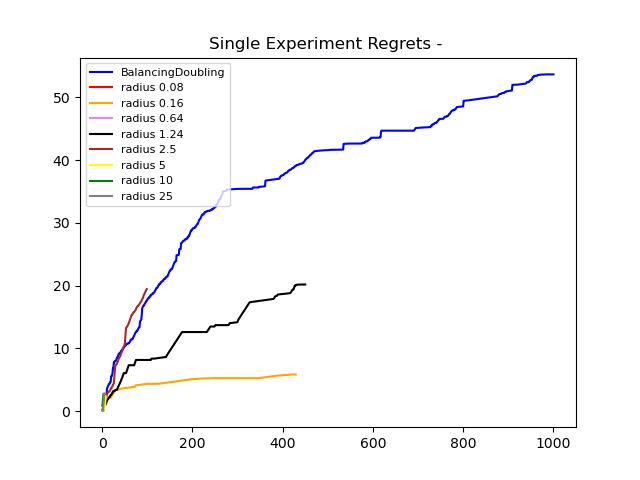 Single Experiment Regrets -
BalancingDoubling
radius 0.08
radius 0.16
radius 0.64
radius 1.24
radius 2.5
radius 5
radius 10
radius 25
50
40
30
20
10
0
0 200 400 600 800 1000